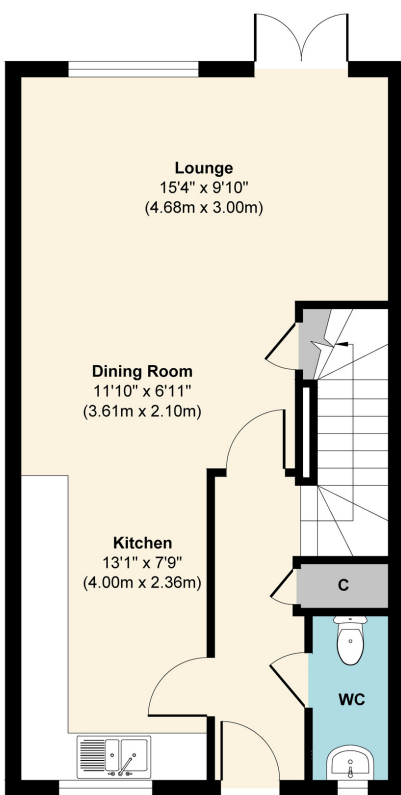 Lounge
15'4" x 9'10"
(4.68m x 3.00m)
Dining Room
11'10" x 6'11"
(3.61m x 2.10m)
Kitchen
13'1" x 7'9"
(4.00m x 2.36m)
C
WC